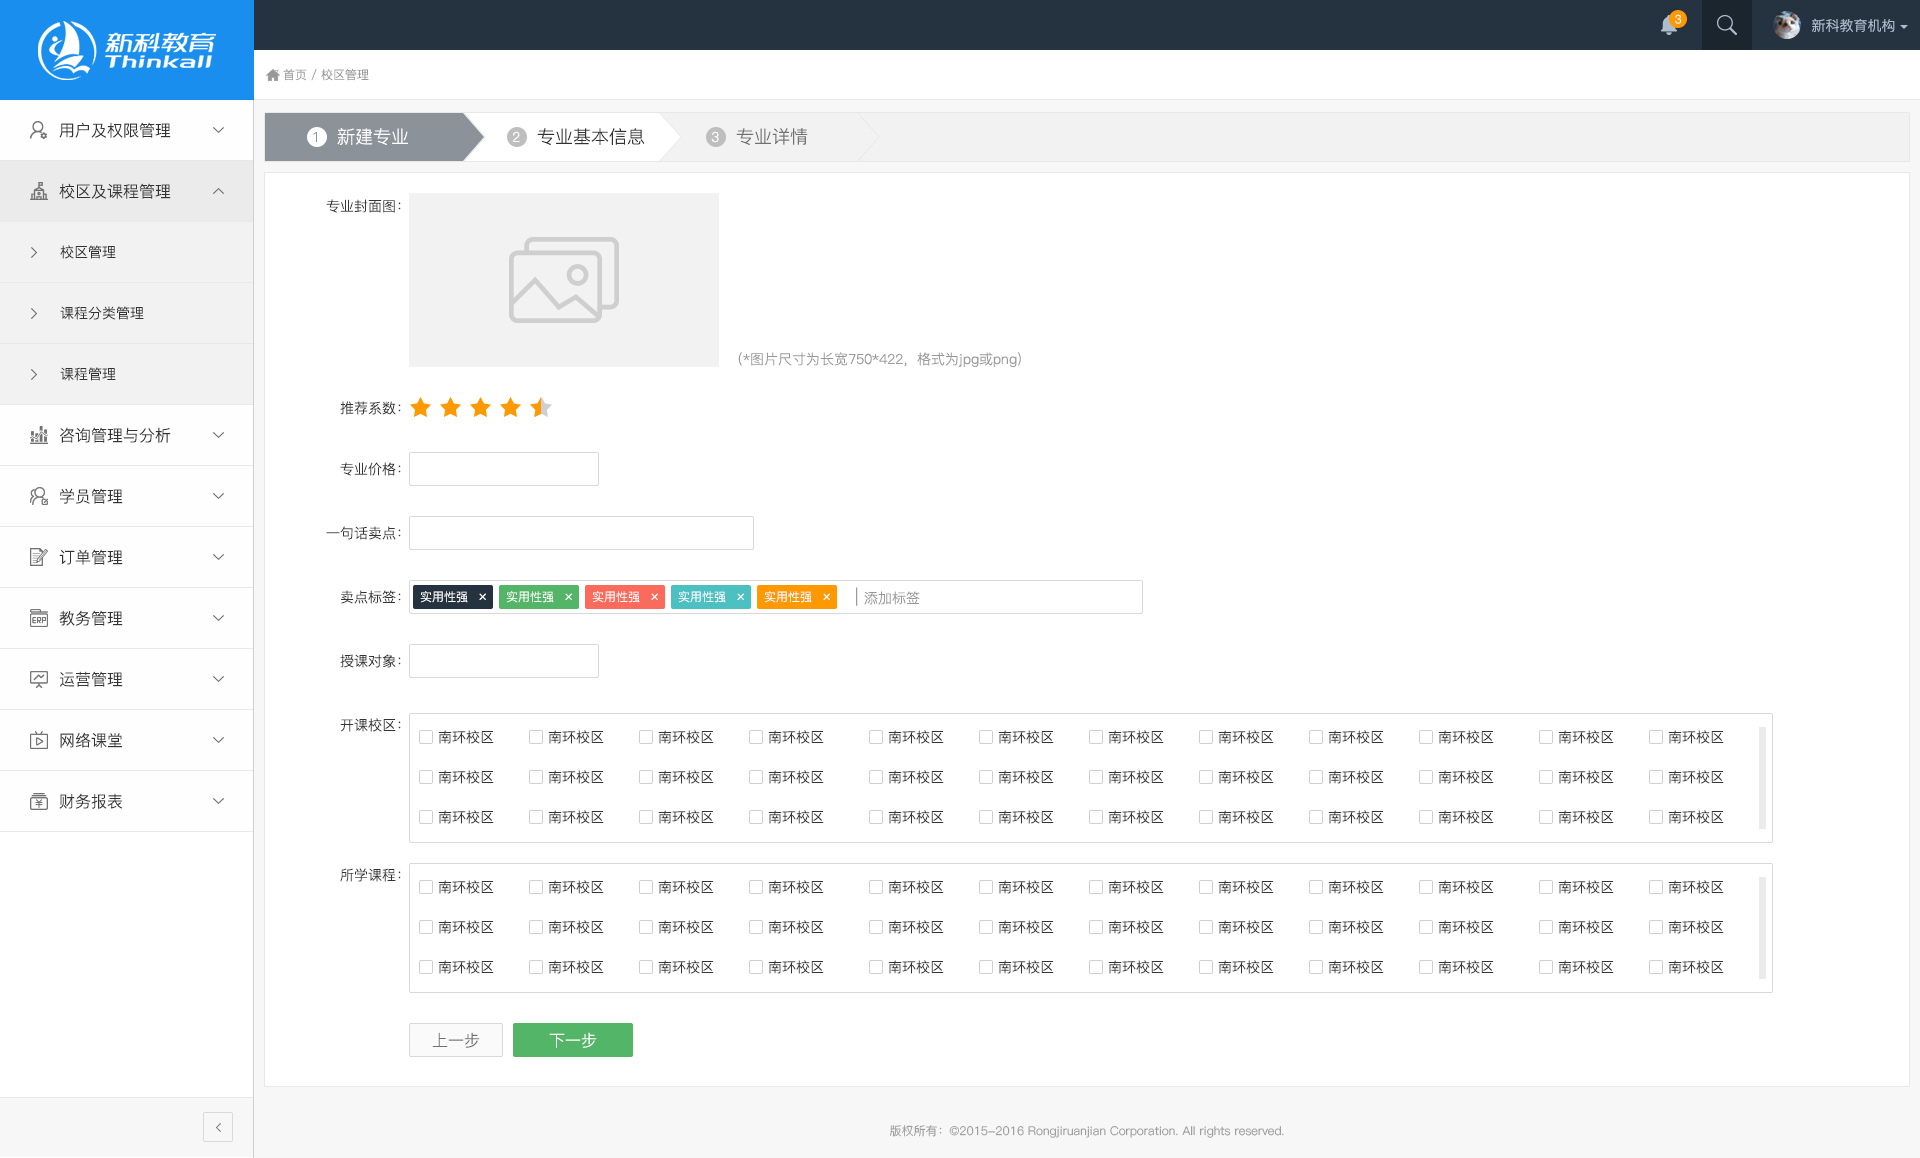 新科教育
Thinkall
3
新科教育机构
首页 / 校区管理
用户及权限管理
校区及课程管理
校区管理
课程分类管理
课程管理
咨询管理与分析
学员管理
订单管理
ERP 教务管理
运营管理
网络课堂
财务报表
1 新建专业 2 专业基本信息 3 专业详情
专业封面图：
(*图片尺寸为长宽750*422，格式为jpg或png)
推荐系数：
专业价格：
一句话卖点：
卖点标签： 实用性强 × 实用性强 × 实用性强 × 实用性强 × 实用性强 × 添加标签
授课对象：
开课校区： 南环校区 南环校区 南环校区 南环校区 南环校区 南环校区 南环校区 南环校区 南环校区 南环校区 南环校区 南环校区
南环校区 南环校区 南环校区 南环校区 南环校区 南环校区 南环校区 南环校区 南环校区 南环校区 南环校区 南环校区
南环校区 南环校区 南环校区 南环校区 南环校区 南环校区 南环校区 南环校区 南环校区 南环校区 南环校区 南环校区
所学课程： 南环校区 南环校区 南环校区 南环校区 南环校区 南环校区 南环校区 南环校区 南环校区 南环校区 南环校区 南环校区
南环校区 南环校区 南环校区 南环校区 南环校区 南环校区 南环校区 南环校区 南环校区 南环校区 南环校区 南环校区
南环校区 南环校区 南环校区 南环校区 南环校区 南环校区 南环校区 南环校区 南环校区 南环校区 南环校区 南环校区
上一步 下一步
版权所有：©2015-2016 Rongjiruanjian Corporation. All rights reserved.